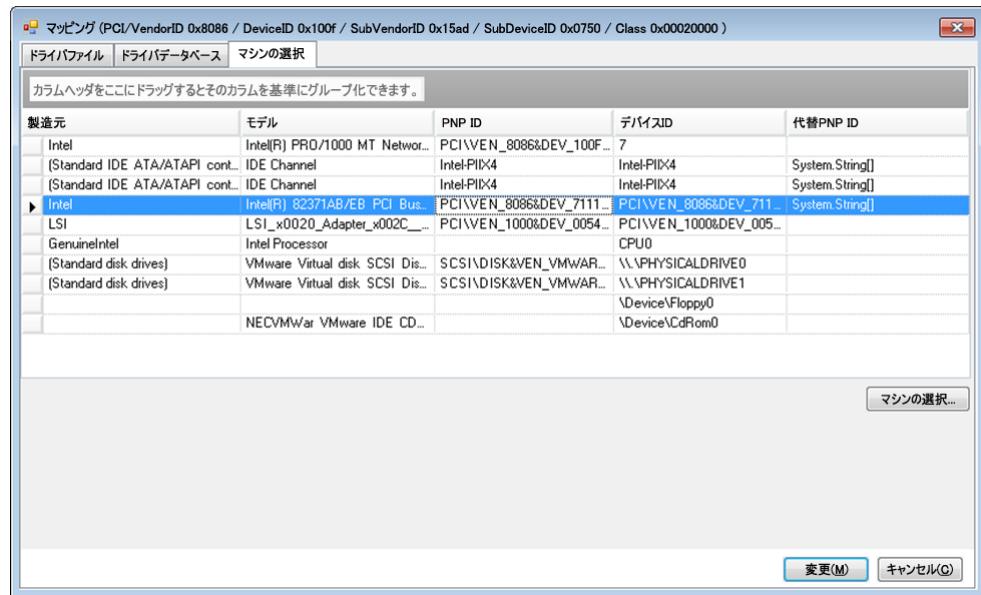 マッピング (PCI/VendorID 0x8086 / DeviceID 0x100f / SubVendorID 0x15ad / SubDeviceID 0x0750 / Class 0x00020000 )
ドライバファイル ドライバデータベース マシンの選択
カラムヘッダをここにドラッグするとそのカラムを基準にグループ化できます。
製造元 モデル PNP ID デバイスID 代替PNP ID
Intel Intel(R) PRO/1000 MT Networ... PCI\VEN_8086&DEV_100F... 7
(Standard IDE ATA/ATAPI cont... IDE Channel Intel-PIIX4 Intel-PIIX4 System.String[]
(Standard IDE ATA/ATAPI cont... IDE Channel Intel-PIIX4 Intel-PIIX4 System.String[]
Intel Intel(R) 82371AB/EB PCI Bus... PCI\VEN_8086&DEV_7111... PCI\VEN_8086&DEV_711... System.String[]
LSI LSI_x0020_Adapter_x002C__... PCI\VEN_1000&DEV_0054... PCI\VEN_1000&DEV_005...
GenuineIntel Intel Processor CPU0
(Standard disk drives) VMware Virtual disk SCSI Dis... SCSI\DISK&VEN_VMWAR... \\.\PHYSICALDRIVE0
(Standard disk drives) VMware Virtual disk SCSI Dis... SCSI\DISK&VEN_VMWAR... \\.\PHYSICALDRIVE1
\Device\Floppy0
NECVMWar VMware IDE CD... \Device\CdRom0
マシンの選択...
変更(M) キャンセル(C)